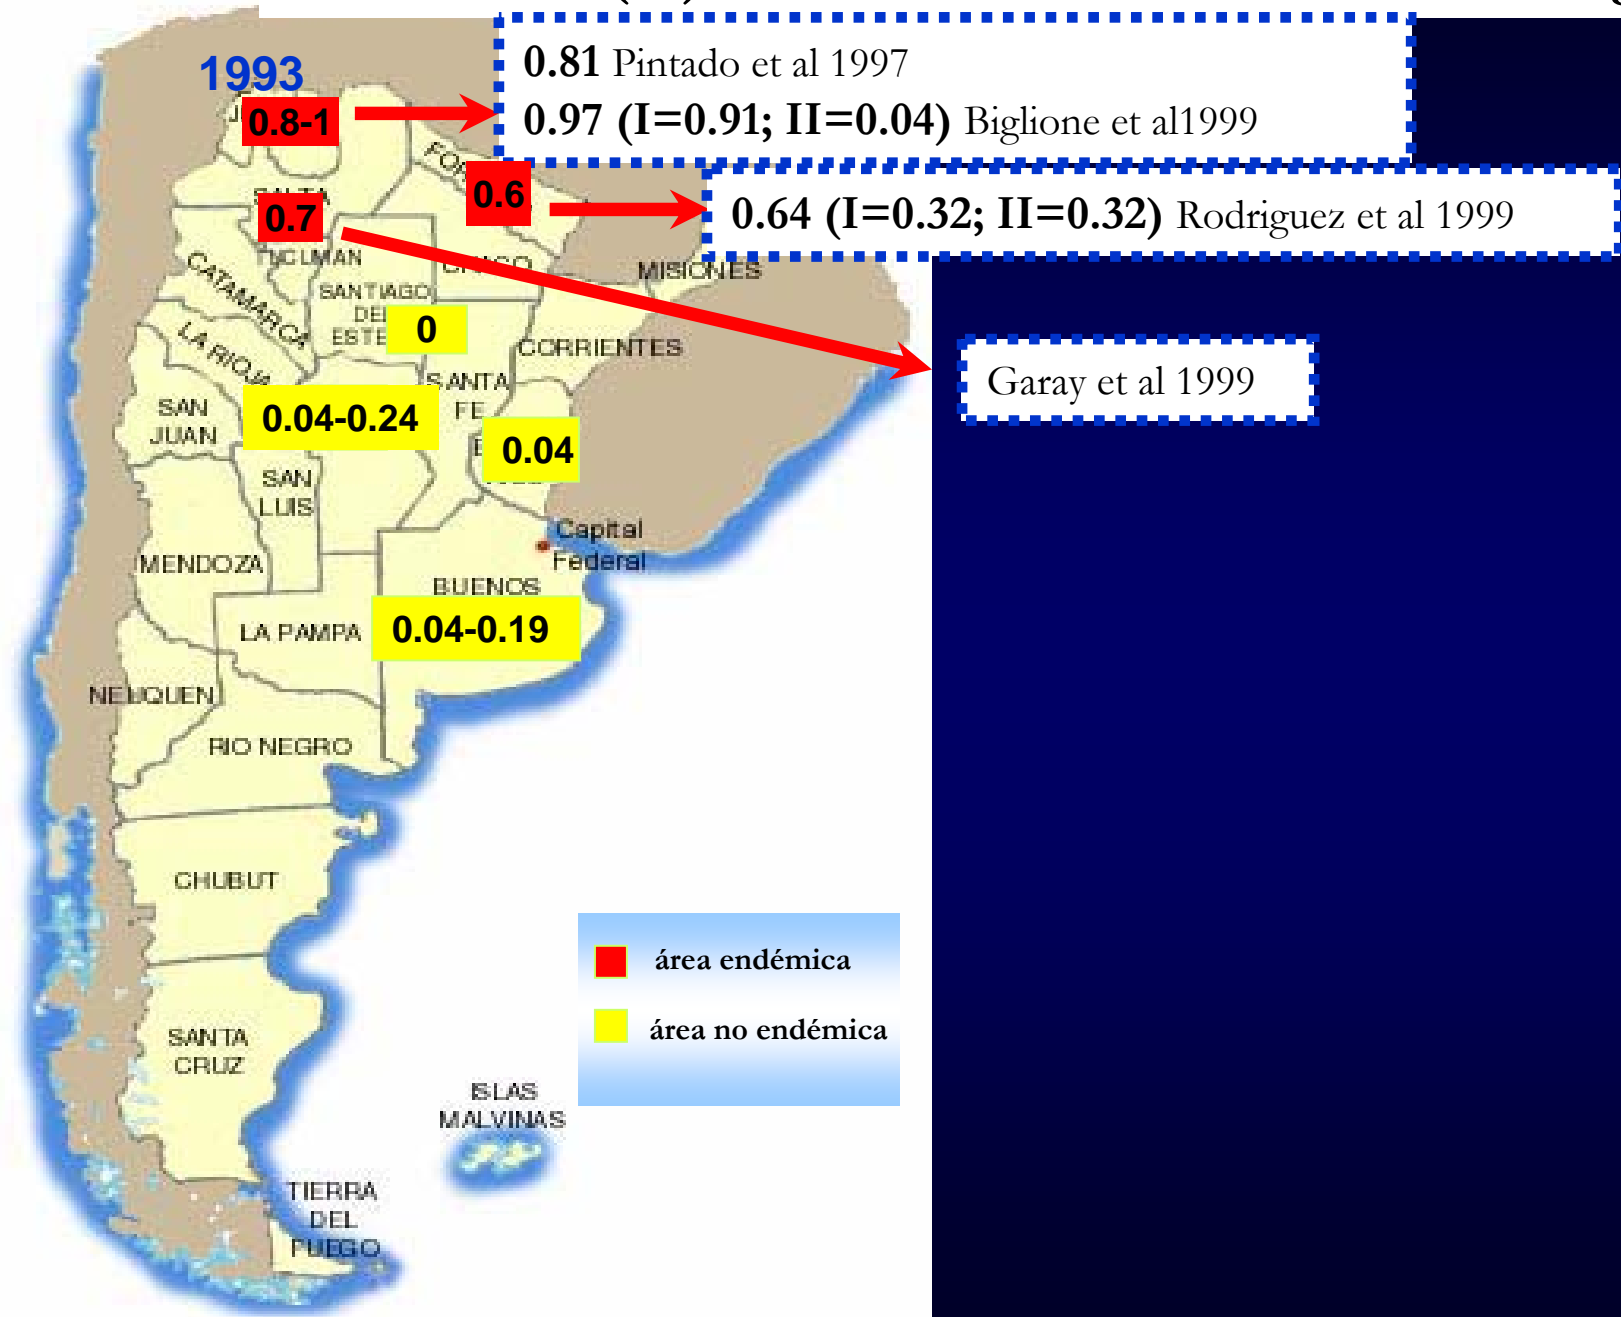 1993
0.81 Pintado et al 1997
0.97 (I=0.91; II=0.04) Biglione et al1999
0.8-1
0.6
0.64 (I=0.32; II=0.32) Rodriguez et al 1999
0.7
MISIONES
CATAMARCA
SANTIAGO
0
CORRIENTES
LA RIOJA
Garay et al 1999
SANTA
FE
SAN
JUAN
0.04-0.24
0.04
SAN
LUIS
Capital
Federal
MENDOZA
BUENOS
LA PAMPA
0.04-0.19
NEUQUEN
RIO NEGRO
CHUBUT
área endémica
área no endémica
SANTA
CRUZ
ISLAS
MALVINAS
TIERRA
DEL
FUEGO